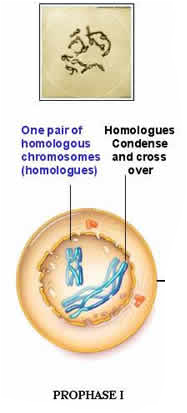 One pair of
homologous
chromosomes
(homologues)
Homologues
Condense
and cross
over
PROPHASE I